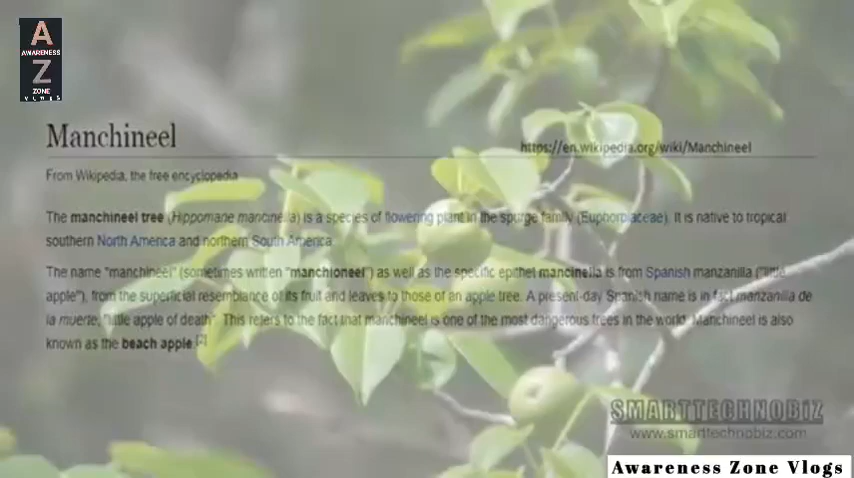 A
AWARENESS
Z
ZONE
VLOGS
Manchineel
https://en.wikipedia.org/wiki/Manchineel
From Wikipedia, the free encyclopedia
The manchineel tree (Hippomane mancinella) is a species of flowering plant in the spurge family (Euphorbiaceae). It is native to tropical
southern North America and northern South America.
The name "manchineel" (sometimes written "manchioneel") as well as the specific epithet mancinella is from Spanish manzanilla ("little
apple"), from the superficial resemblance of its fruit and leaves to those of an apple tree. A present-day Spanish name is in fact manzanilla de
la muerte, "little apple of death". This refers to the fact that manchineel is one of the most dangerous trees in the world. Manchineel is also
known as the beach apple.[2]
SMARTTECHNOBIZ
www.smarttechnobiz.com
Awareness Zone Vlogs